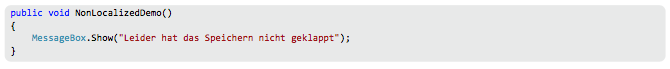 public void NonLocalizedDemo()
{
    MessageBox.Show("Leider hat das Speichern nicht geklappt");
}